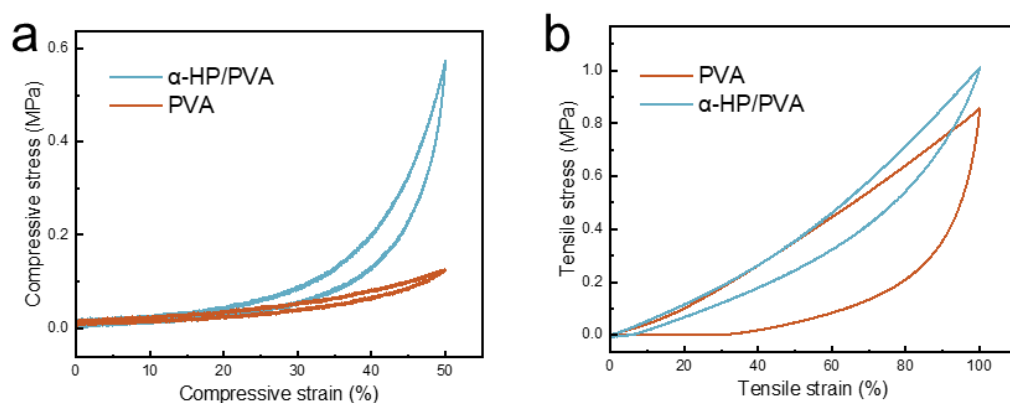 a
0.6
0.4
0.2
0.0
Compressive stress (MPa)
α-HP/PVA
PVA
0 10 20 30 40 50
Compressive strain (%)
b
1.0
0.8
0.6
0.4
0.2
0.0
Tensile stress (MPa)
PVA
α-HP/PVA
0 20 40 60 80 100
Tensile strain (%)